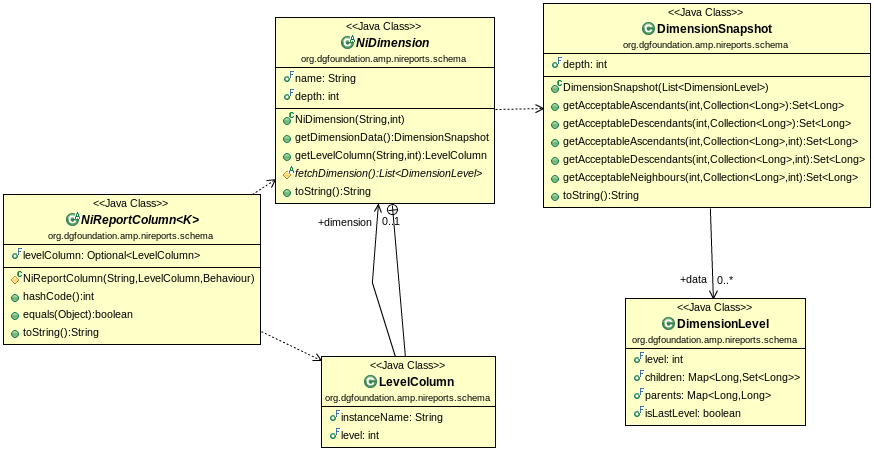 <<Java Class>>
NiDimension
org.dgfoundation.amp.nireports.schema
name: String
depth: int
NiDimension(String,int)
getDimensionData():DimensionSnapshot
getLevelColumn(String,int):LevelColumn
fetchDimension():List<DimensionLevel>
toString():String
<<Java Class>>
DimensionSnapshot
org.dgfoundation.amp.nireports.schema
depth: int
DimensionSnapshot(List<DimensionLevel>)
getAcceptableAscendants(int,Collection<Long>):Set<Long>
getAcceptableDescendants(int,Collection<Long>):Set<Long>
getAcceptableAscendants(int,Collection<Long>,int):Set<Long>
getAcceptableDescendants(int,Collection<Long>,int):Set<Long>
getAcceptableNeighbours(int,Collection<Long>,int):Set<Long>
toString():String
<<Java Class>>
NiReportColumn<K>
org.dgfoundation.amp.nireports.schema
levelColumn: Optional<LevelColumn>
NiReportColumn(String,LevelColumn,Behaviour)
hashCode():int
equals(Object):boolean
toString():String
+dimension 0..1
+data 0..*
<<Java Class>>
DimensionLevel
org.dgfoundation.amp.nireports.schema
level: int
children: Map<Long,Set<Long>>
parents: Map<Long,Long>
isLastLevel: boolean
<<Java Class>>
LevelColumn
org.dgfoundation.amp.nireports.schema
instanceName: String
level: int